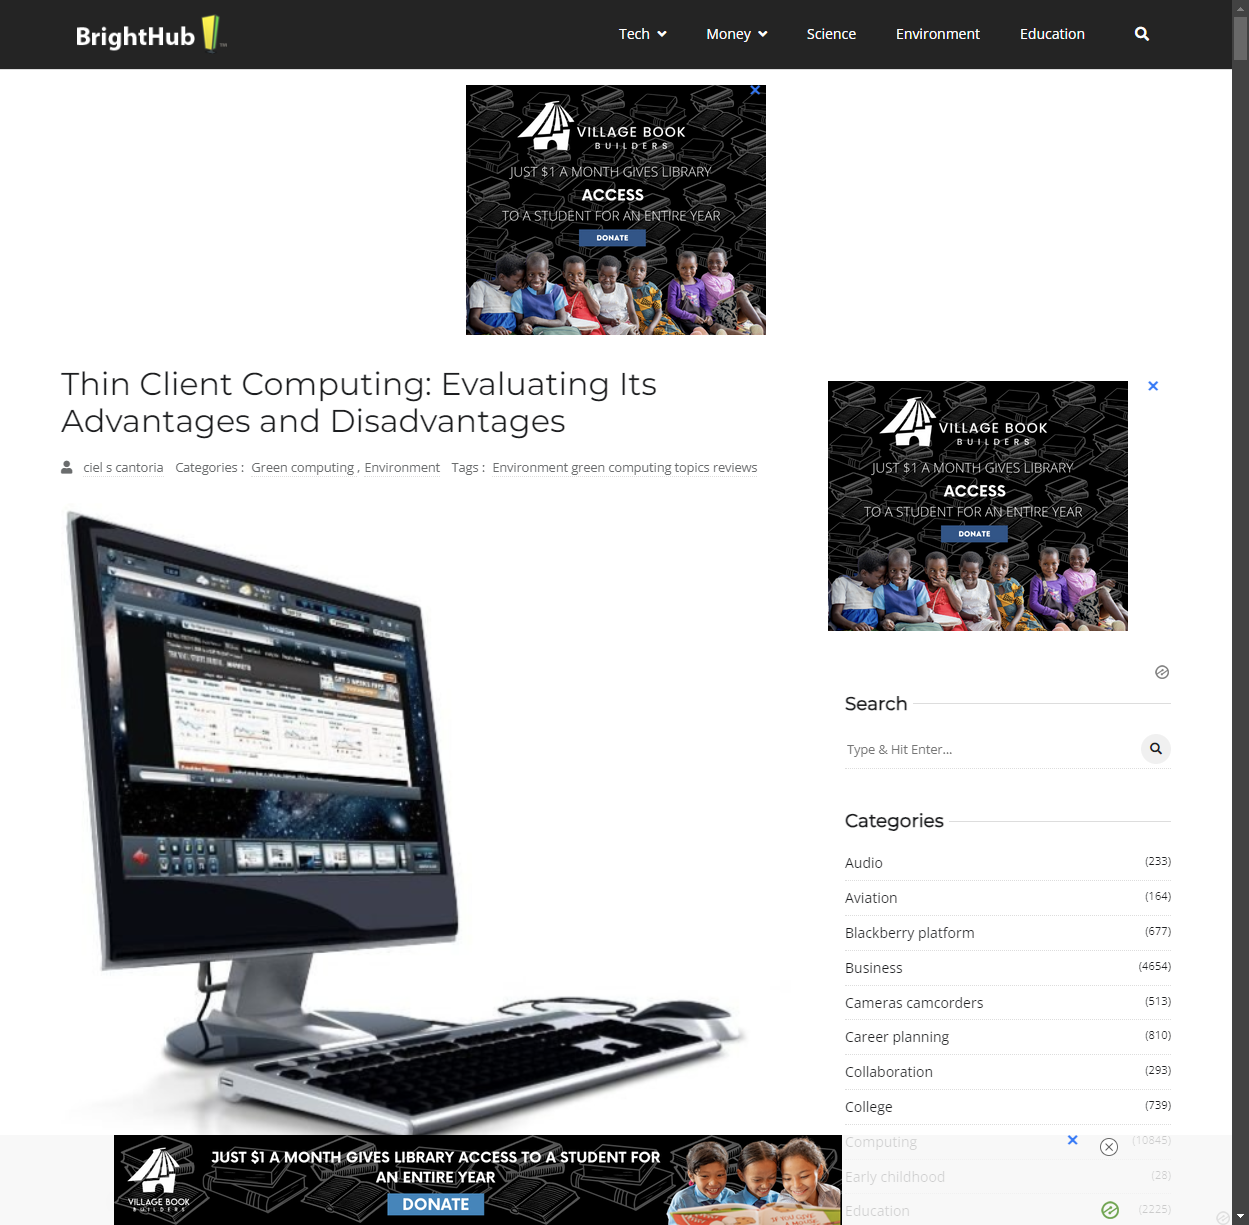 BrightHub
Tech
Money
Science
Environment
Education
VILLAGE BOOK
BUILDERS
JUST $1 A MONTH GIVES LIBRARY
ACCESS
TO A STUDENT FOR AN ENTIRE YEAR
DONATE
Thin Client Computing: Evaluating Its
Advantages and Disadvantages
ciel s cantoria Categories : Green computing , Environment Tags : Environment green computing topics reviews
VILLAGE BOOK
BUILDERS
JUST $1 A MONTH GIVES LIBRARY
ACCESS
TO A STUDENT FOR AN ENTIRE YEAR
DONATE
Search
Type & Hit Enter...
Categories
Audio (233)
Aviation (164)
Blackberry platform (677)
Business (4654)
Cameras camcorders (513)
Career planning (810)
Collaboration (293)
College (739)
Computing (10845)
Early childhood (28)
Education (2225)
VILLAGE BOOK
BUILDERS
JUST $1 A MONTH GIVES LIBRARY ACCESS TO A STUDENT FOR
AN ENTIRE YEAR
DONATE